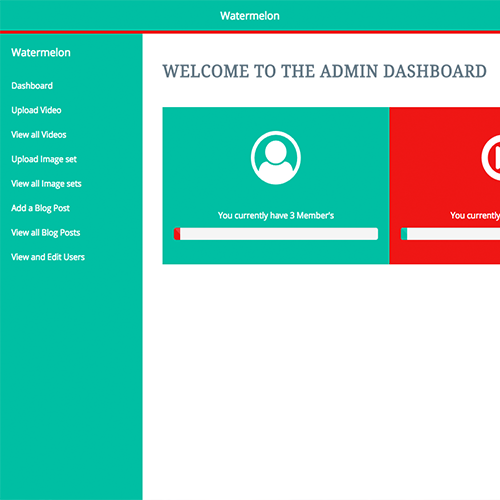 Watermelon
Watermelon
Dashboard
Upload Video
View all Videos
Upload Image set
View all Image sets
Add a Blog Post
View all Blog Posts
View and Edit Users
WELCOME TO THE ADMIN DASHBOARD
You currently have 3 Member's
You currently